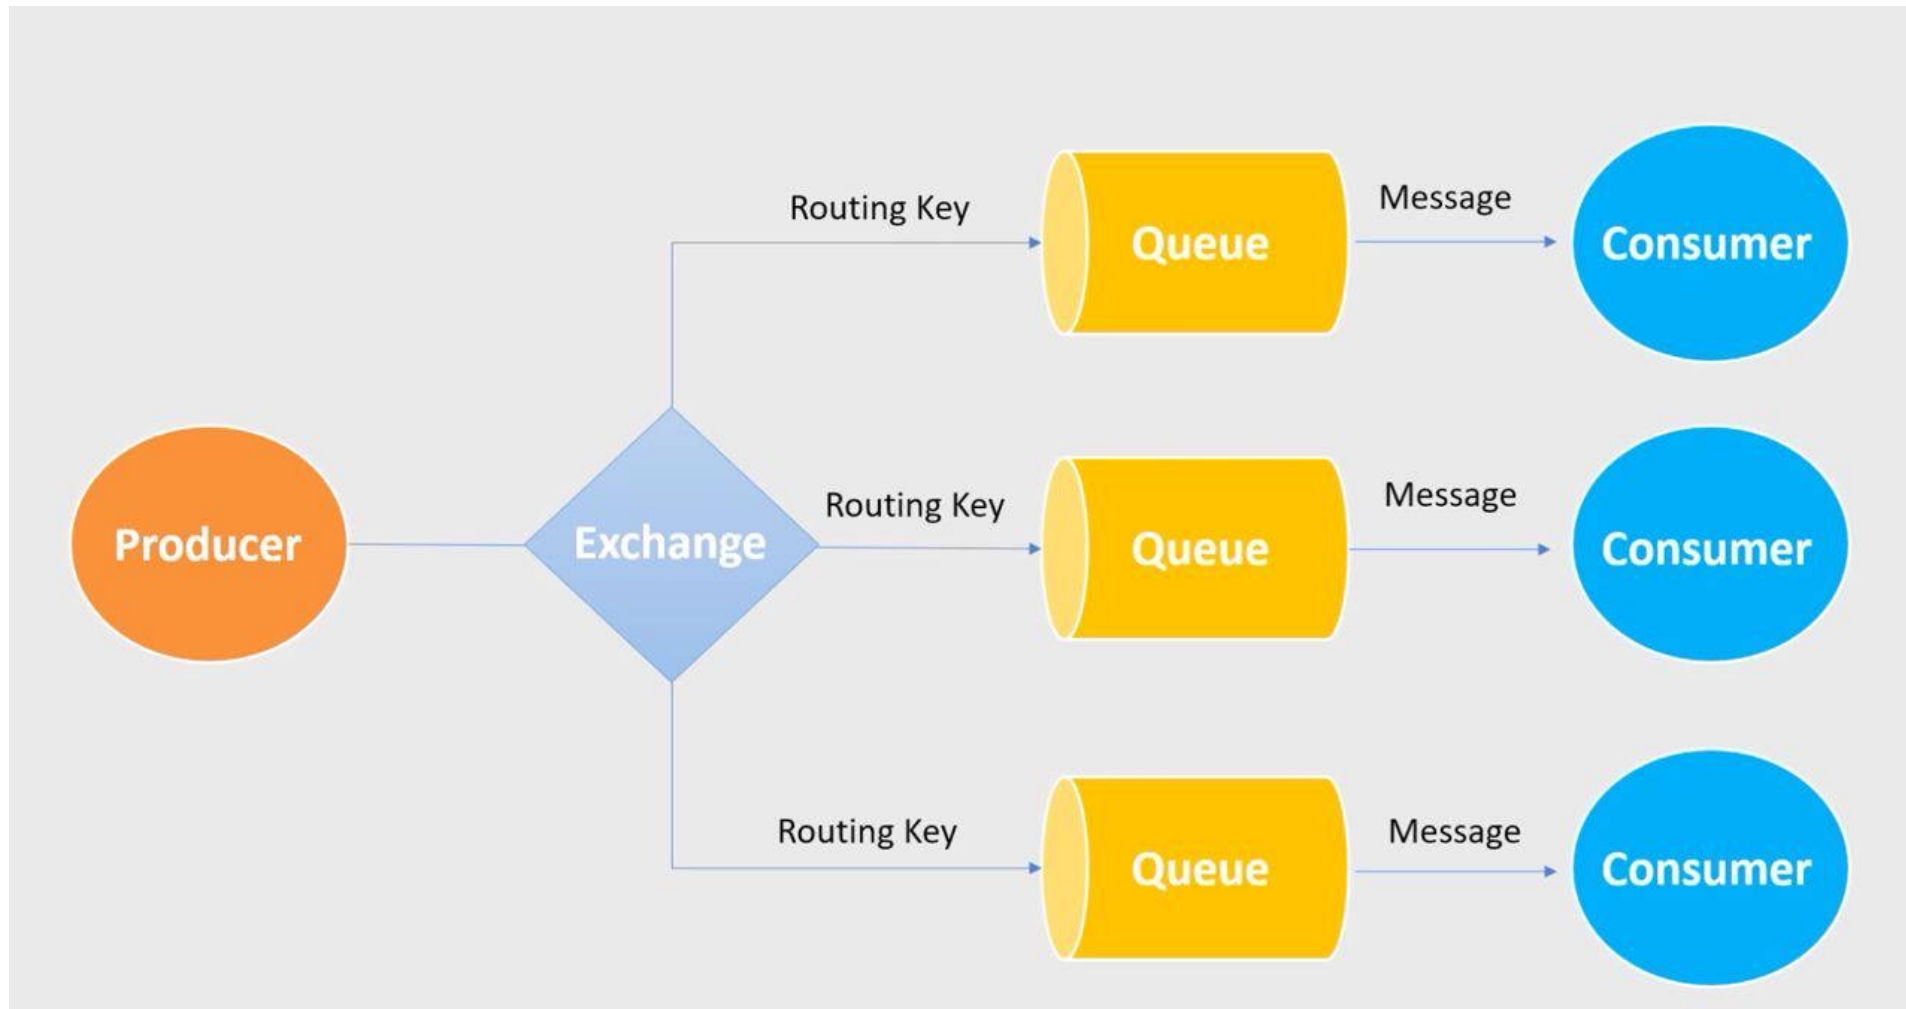 Routing Key
Queue
Message
Consumer
Producer
Exchange
Routing Key
Queue
Message
Consumer
Routing Key
Queue
Message
Consumer